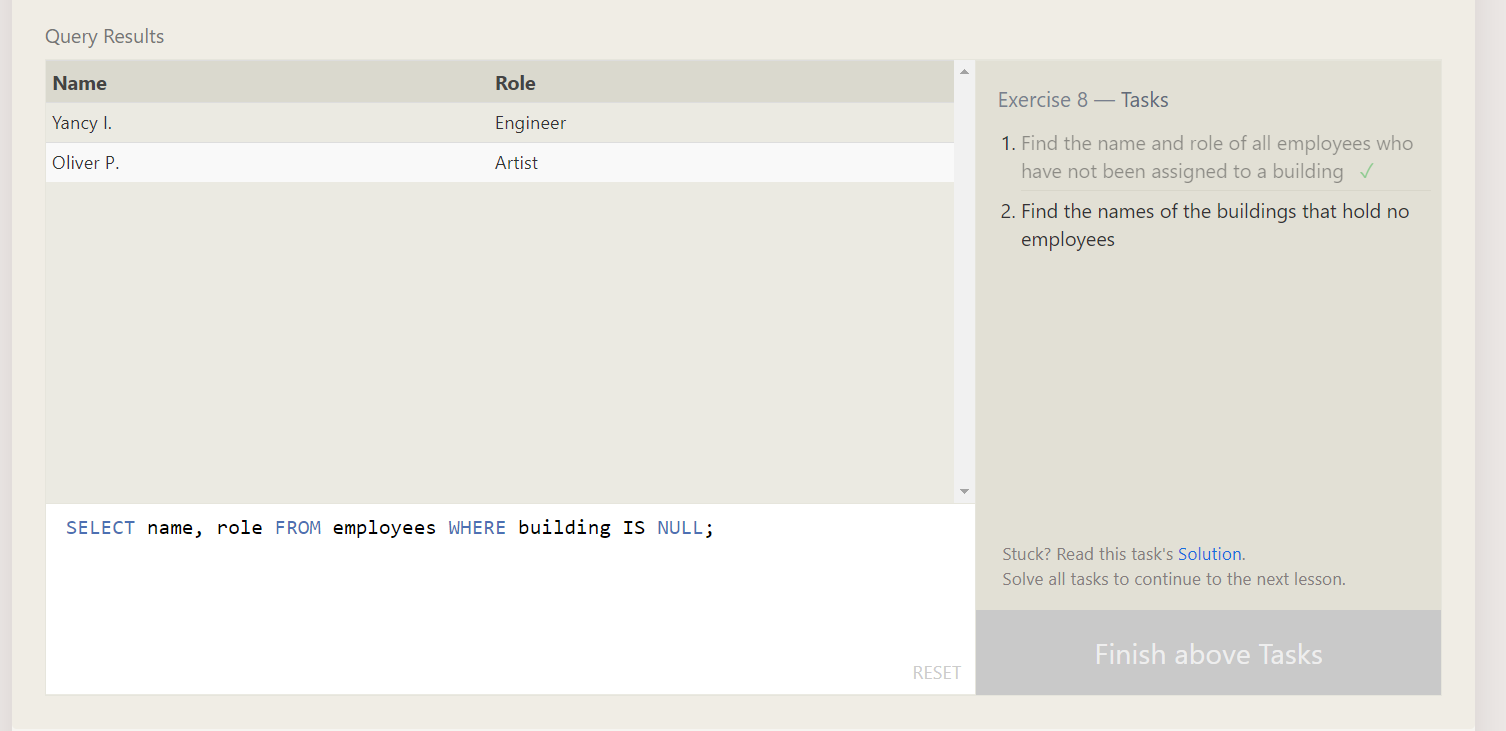 Query Results
Name Role
Yancy I. Engineer
Oliver P. Artist
SELECT name, role FROM employees WHERE building IS NULL;
RESET
Exercise 8 — Tasks
1. Find the name and role of all employees who
have not been assigned to a building ✓
2. Find the names of the buildings that hold no
employees
Stuck? Read this task's Solution.
Solve all tasks to continue to the next lesson.
Finish above Tasks